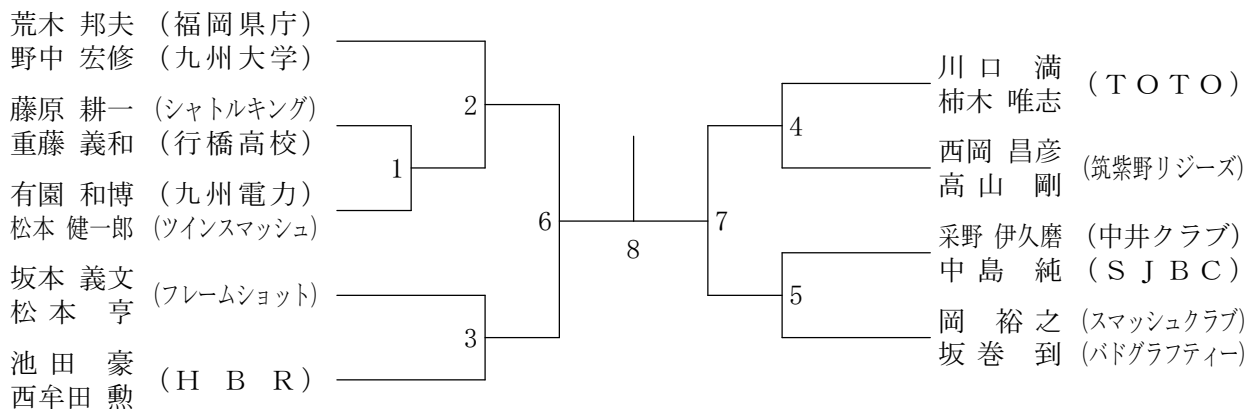 荒木 邦夫 (福岡県庁)
野中 宏修 (九州大学)
藤原 耕一 (シャトルキング)
重藤 義和 (行橋高校)
有園 和博 (九州電力)
松本 健一郎 (ツインスマッシュ)
坂本 義文
松本 亨
(フレームショット)
池田 豪
西牟田 勲
(H B R)
1
2
3
6
8
7
4
5
川口 満
柿木 唯志
(T O T O)
西岡 昌彦
高山 剛
(筑紫野リジーズ)
采野 伊久磨 (中井クラブ)
中島 純 (S J B C)
岡 裕之 (スマッシュクラブ)
坂巻 到 (バドグラフティー)